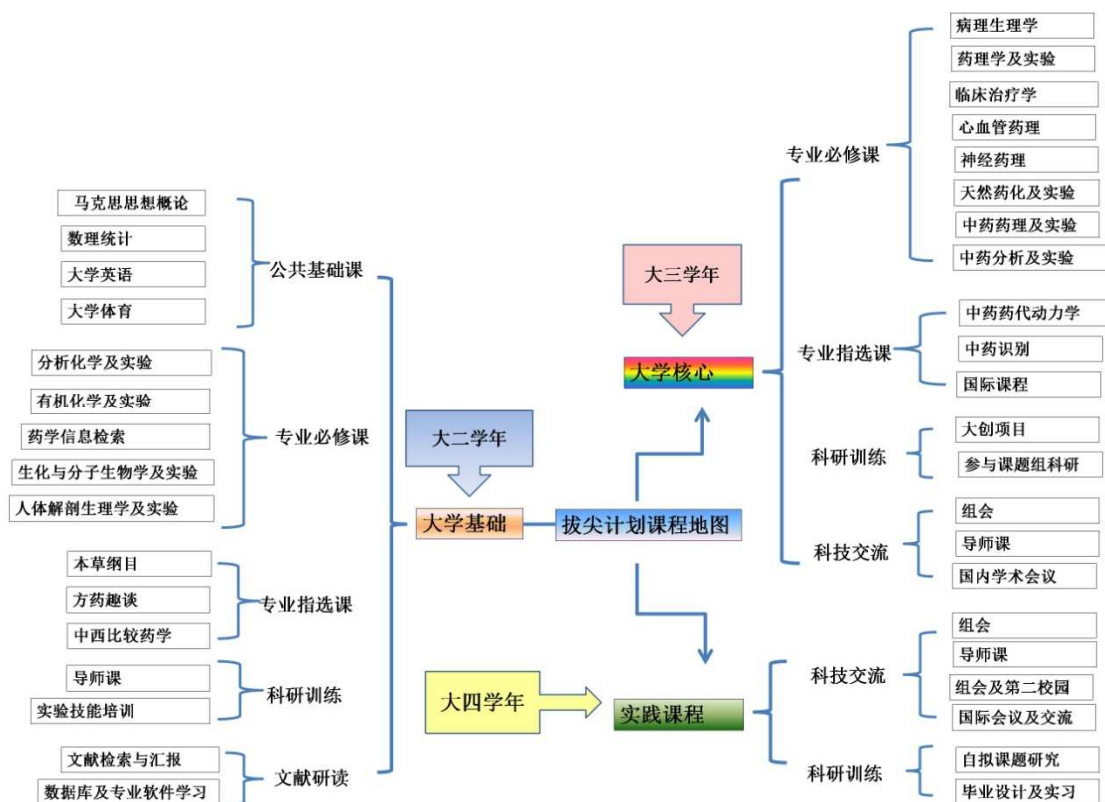 马克思思想概论
数理统计
大学英语
大学体育
公共基础课
分析化学及实验
有机化学及实验
药学信息检索
生化与分子生物学及实验
人体解剖生理学及实验
专业必修课
本草纲目
方药趣谈
中西比较药学
专业指选课
导师课
实验技能培训
科研训练
文献检索与汇报
数据库及专业软件学习
文献研读
大二学年
大学基础
拔尖计划课程地图
大三学年
大学核心
专业必修课
病理生理学
药理学及实验
临床治疗学
心血管药理
神经药理
天然药化及实验
中药药理及实验
中药分析及实验
专业指选课
中药药代动力学
中药识别
国际课程
科研训练
大创项目
参与课题组科研
科技交流
组会
导师课
国内学术会议
大四学年
实践课程
科技交流
组会
导师课
组会及第二校园
国际会议及交流
科研训练
自拟课题研究
毕业设计及实习